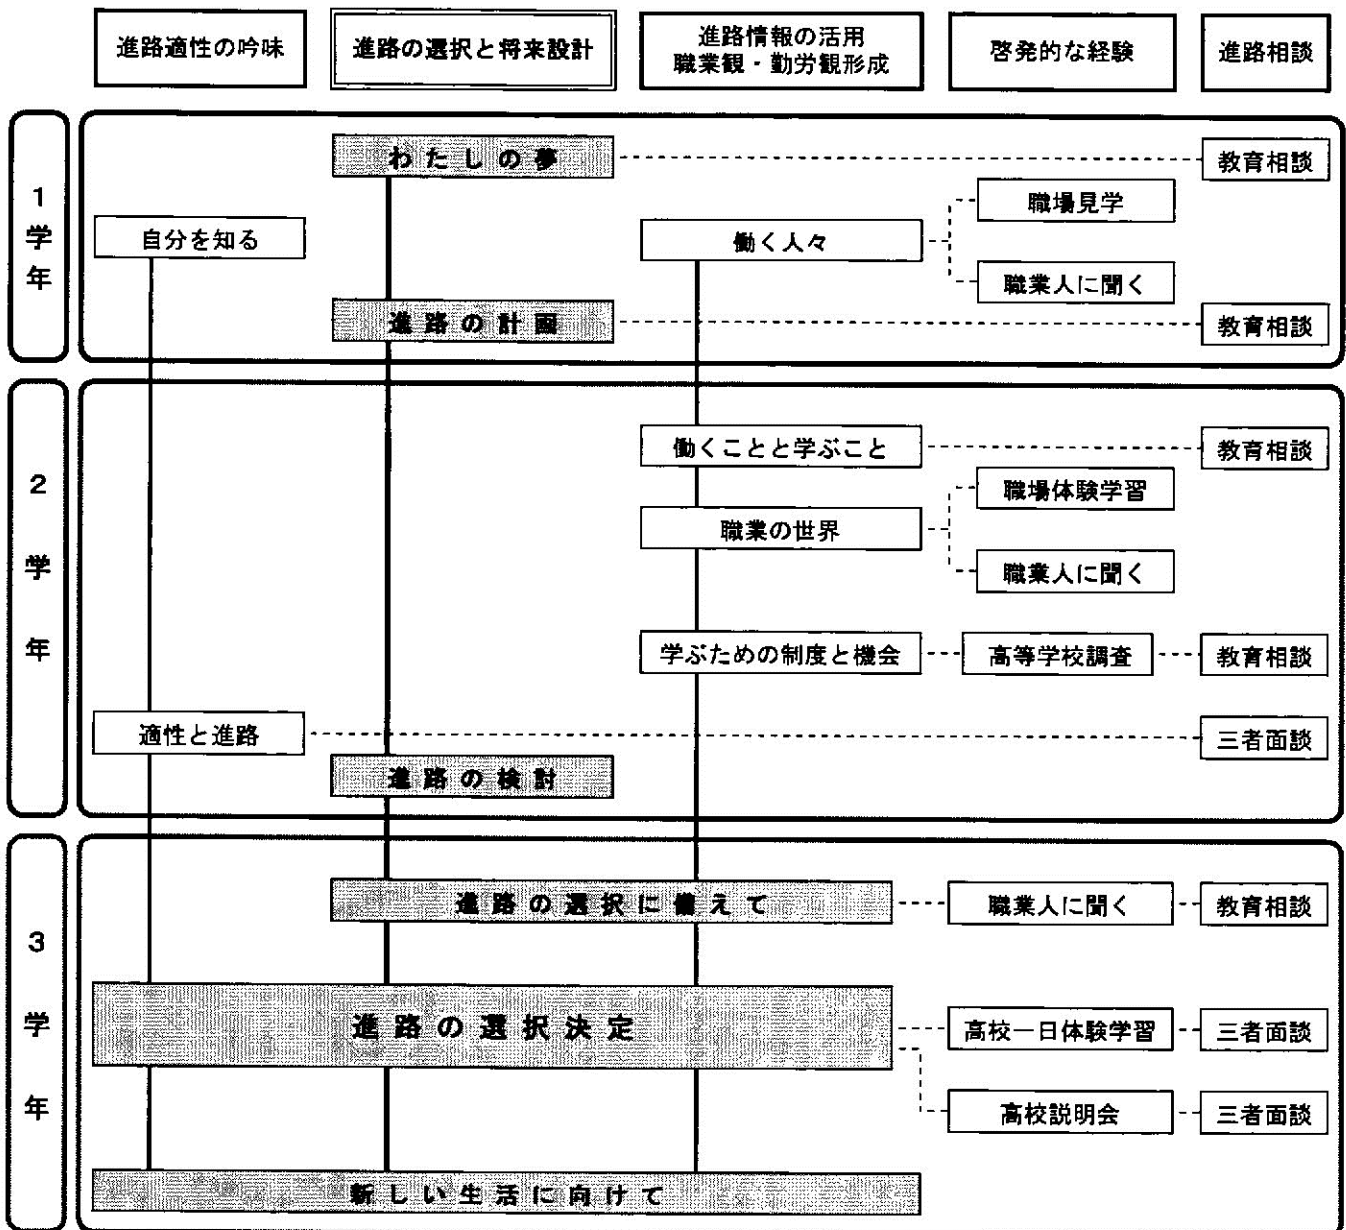 進路適性の吟味
進路の選択と将来設計
進路情報の活用
職業観・勤労観形成
啓発的な経験
進路相談
1学年
わたしの夢
教育相談
職場見学
自分を知る
働く人々
職業人に聞く
進路の計画
教育相談
2学年
働くことと学ぶこと
教育相談
職場体験学習
職業の世界
職業人に聞く
学ぶための制度と機会
高等学校調査
教育相談
適性と進路
三者面談
進路の検討
3学年
進路の選択に備えて
職業人に聞く
教育相談
進路の選択決定
高校一日体験学習
三者面談
高校説明会
三者面談
新しい生活に向けて